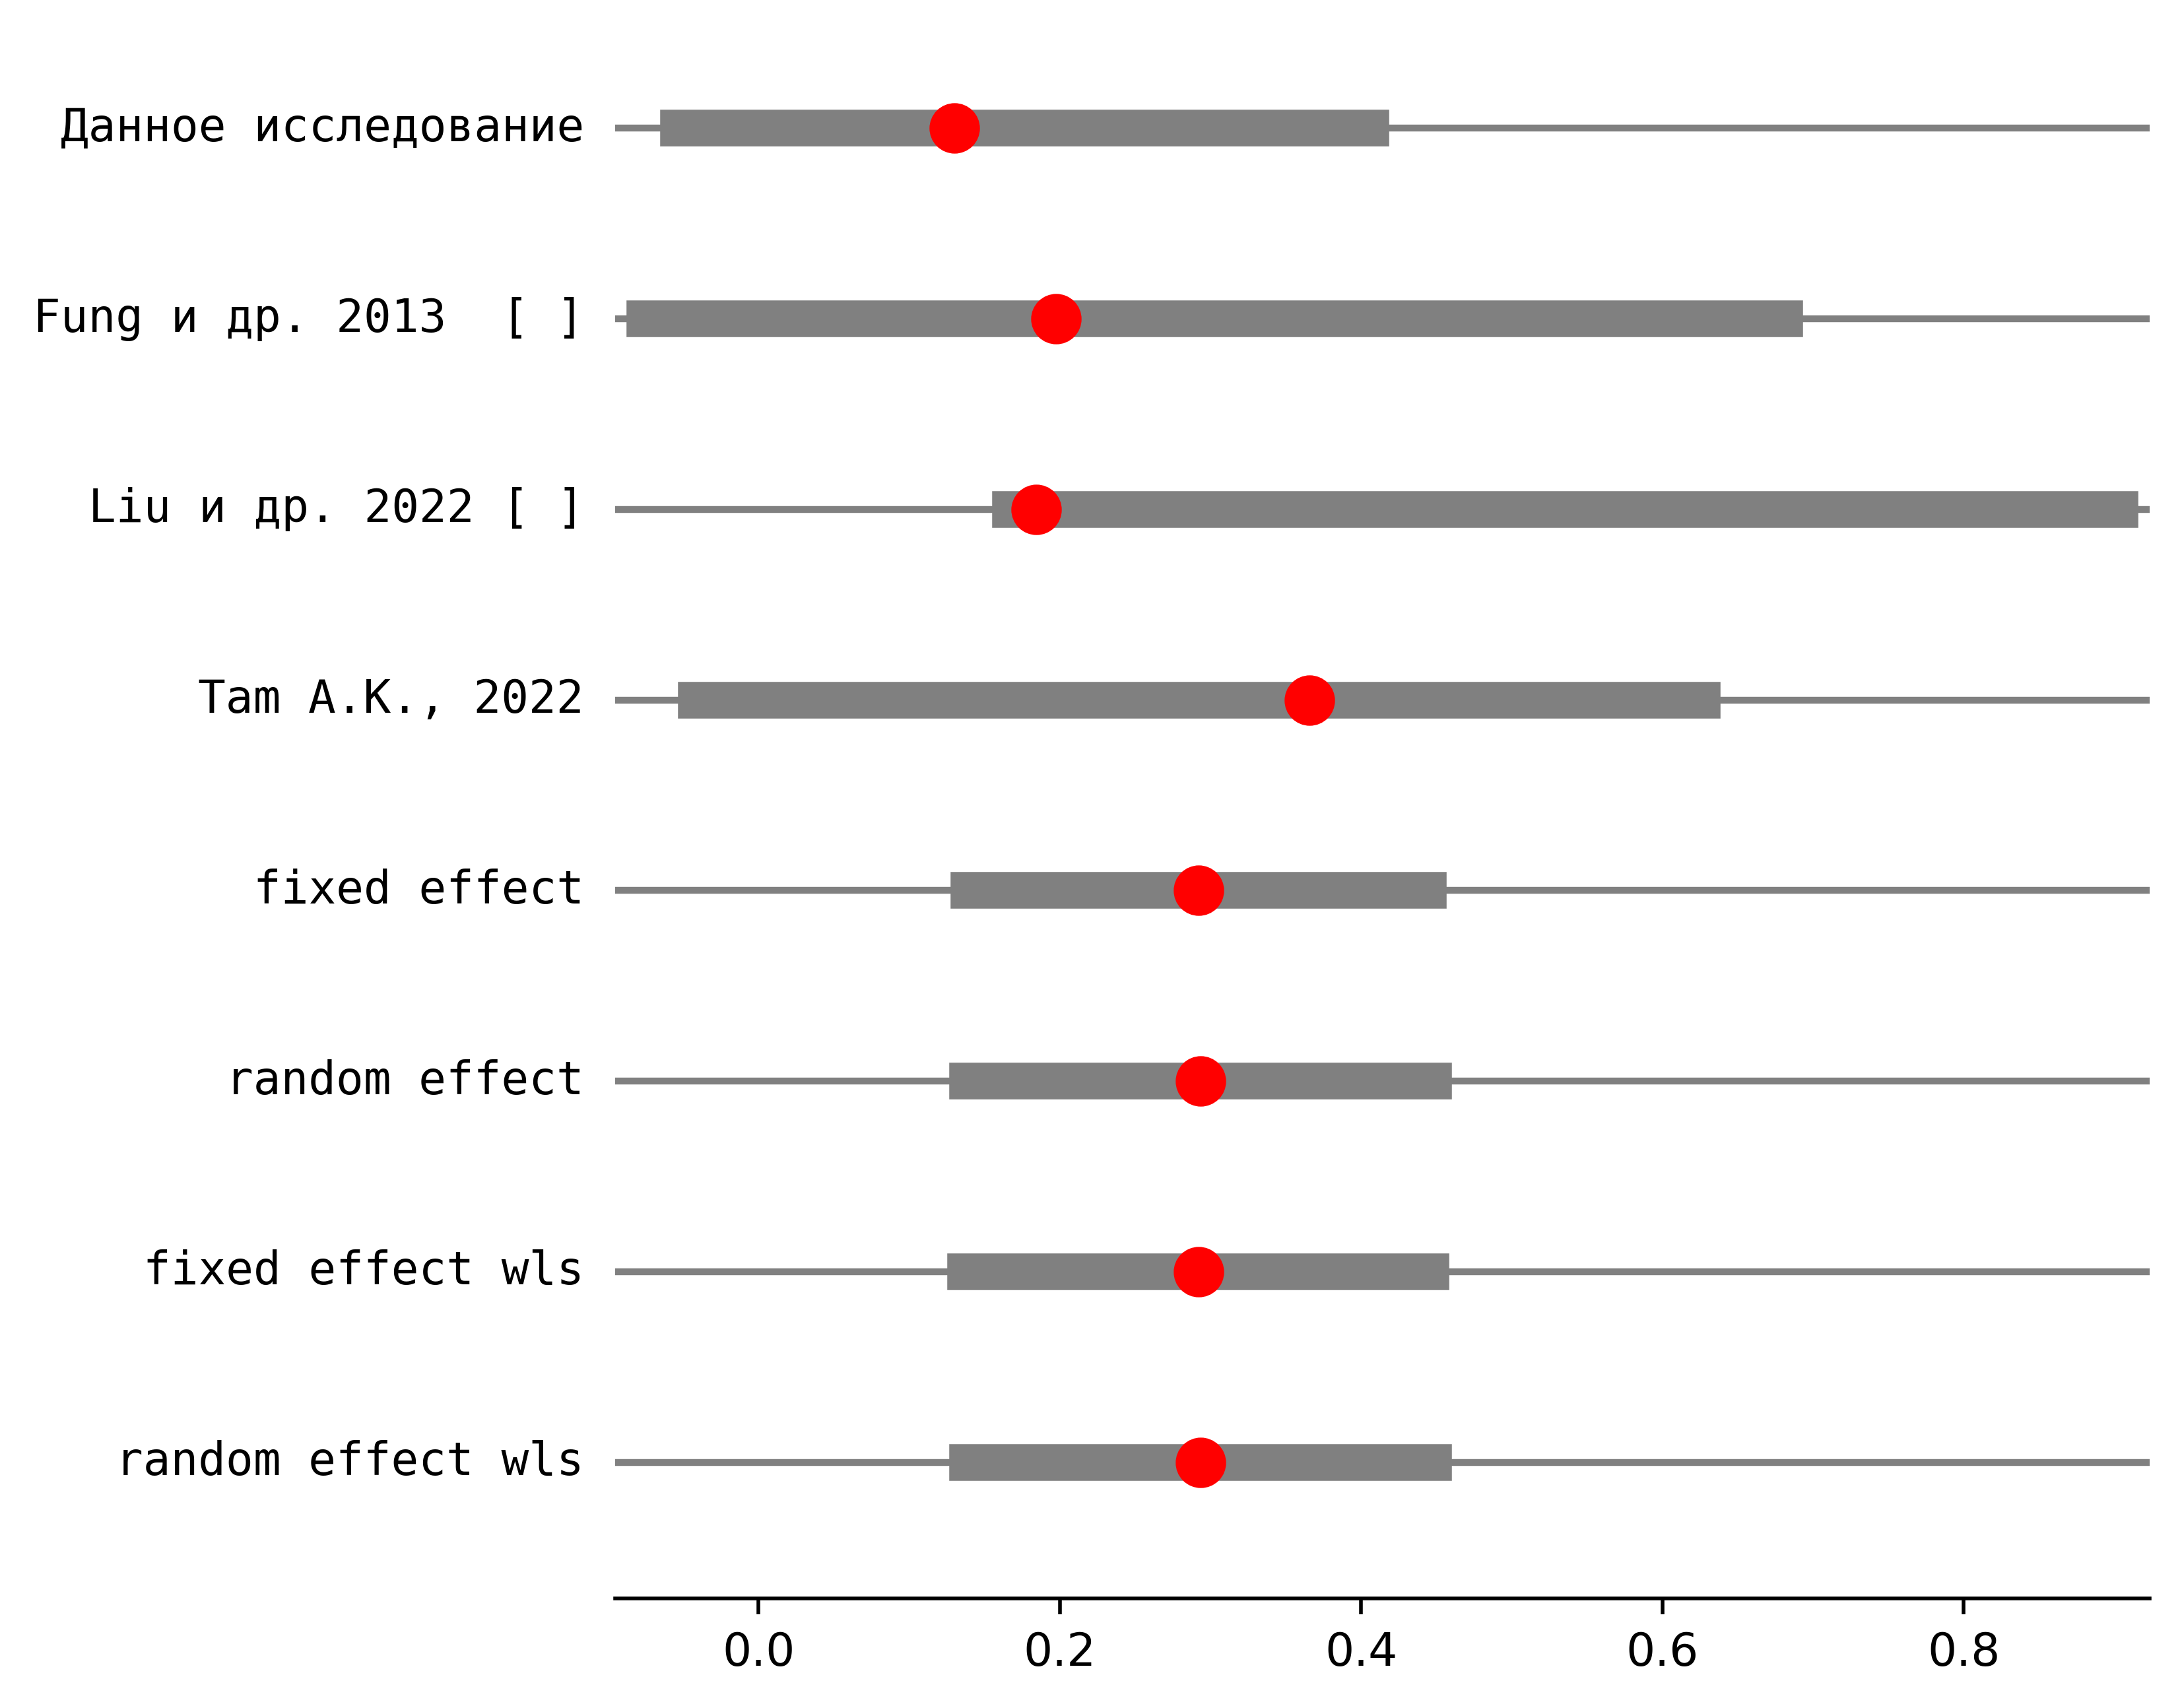 Данное исследование
Fung и др. 2013  [ ]
Liu и др. 2022 [ ]
Tam A.K., 2022
fixed effect
random effect
fixed effect wls
random effect wls
0.0 0.2 0.4 0.6 0.8